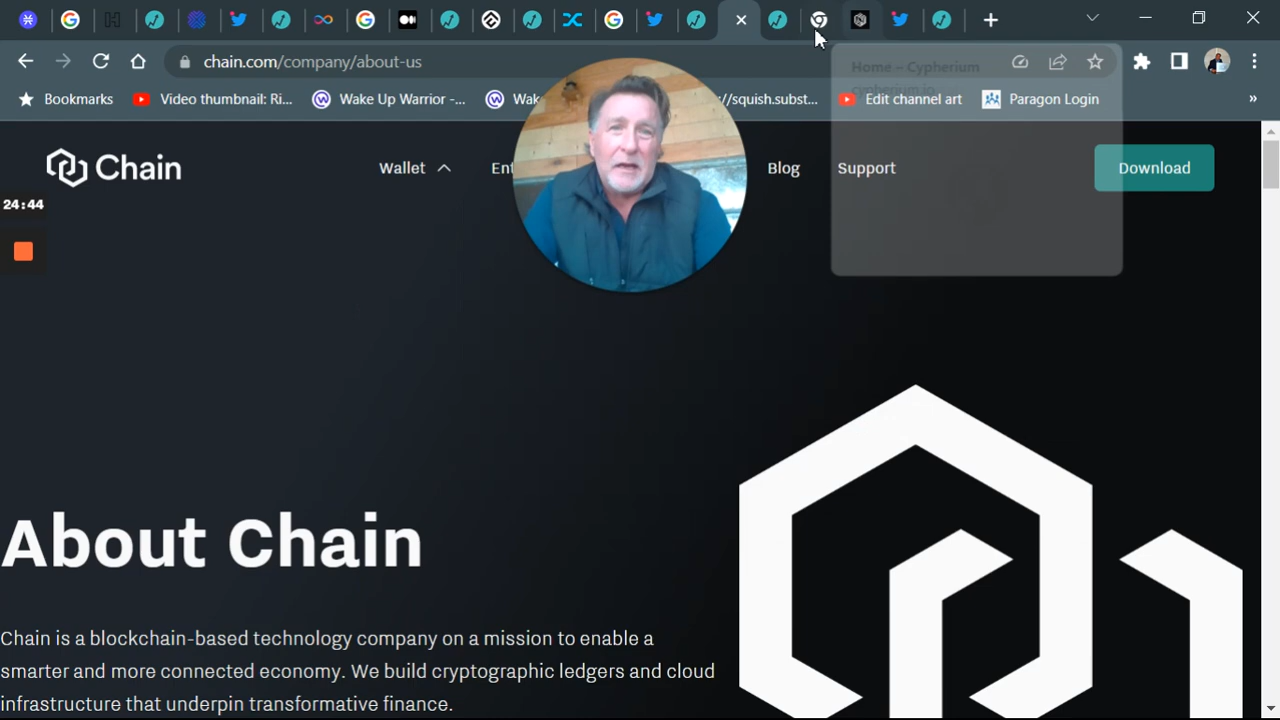 chain.com/company/about-us
Home – Cypherium
Bookmarks
Video thumbnail: Ri...
Wake Up Warrior -...
//squish.subst...
Edit channel art
Paragon Login
»
Chain
Wallet
Blog
Support
Download
24:44
About Chain
Chain is a blockchain-based technology company on a mission to enable a
smarter and more connected economy. We build cryptographic ledgers and cloud
infrastructure that underpin transformative finance.